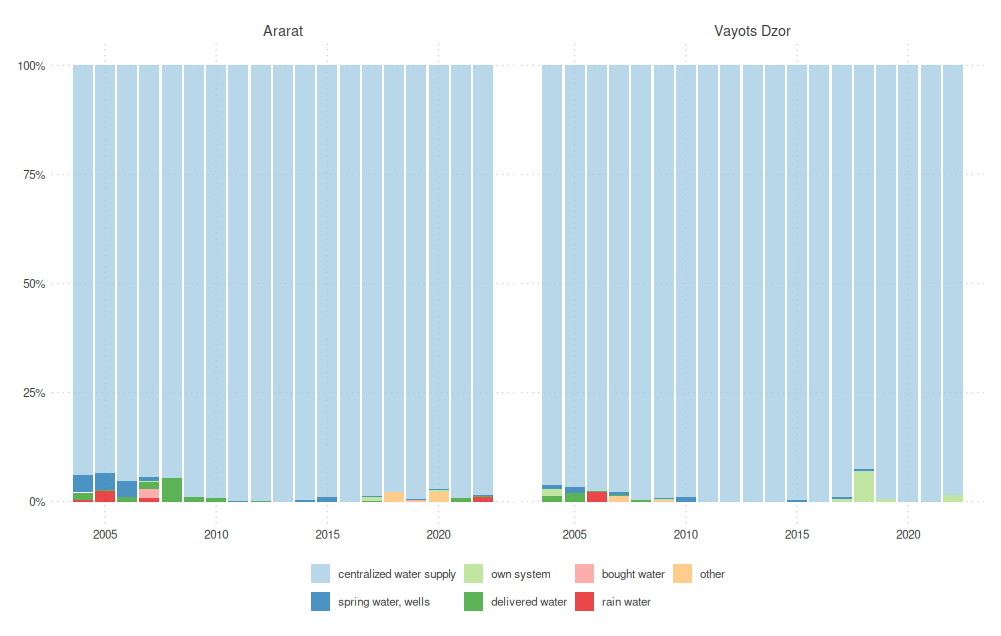 Ararat
Vayots Dzor
100%
75%
50%
25%
0%
2005 2010 2015 2020
2005 2010 2015 2020
centralized water supply own system bought water other
spring water, wells delivered water rain water